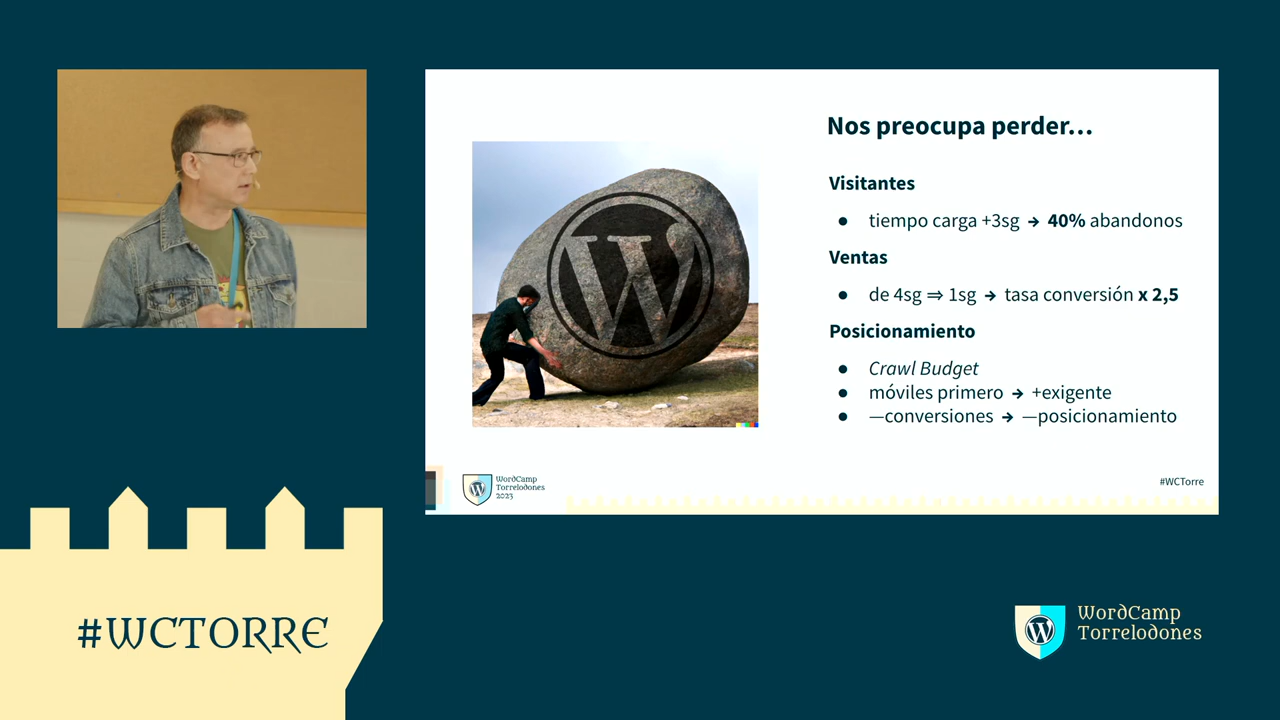 Nos preocupa perder...
Visitantes
● tiempo carga +3sg → 40% abandonos
Ventas
● de 4sg ⇒ 1sg → tasa conversión x 2,5
Posicionamiento
● Crawl Budget
● móviles primero → +exigente
● —conversiones → —posicionamiento
W
WordCamp
Torrelodones
2023
#WCTorre
#WCTORRE
WordCamp
Torrelodones